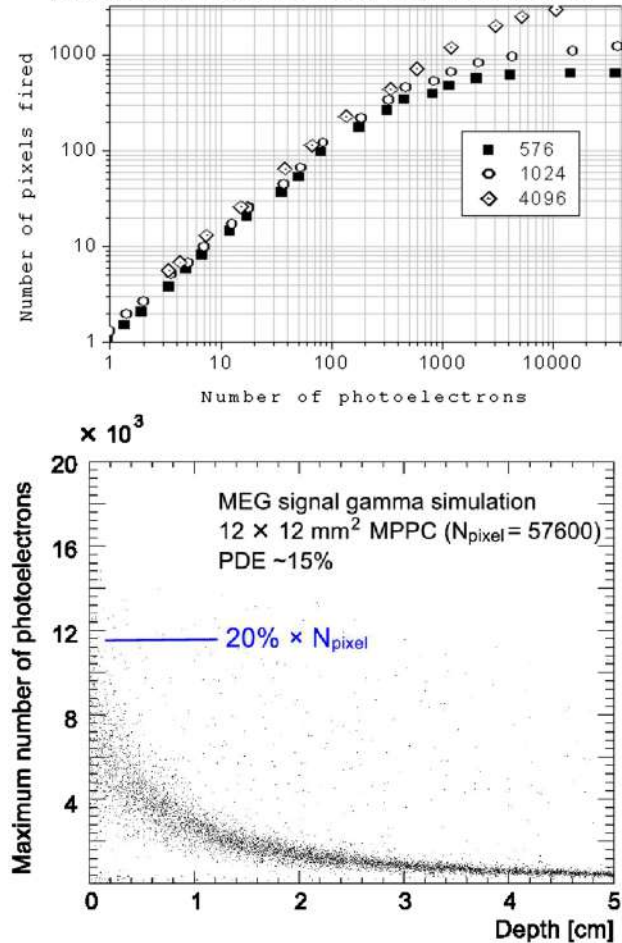 1000
100
10
1
Number of pixels fired
576
1024
4096
1 10 100 1000 10000
Number of photoelectrons
× 10³
20
16
12
8
4
Maximum number of photoelectrons
MEG signal gamma simulation
12 × 12 mm² MPPC (Npixel = 57600)
PDE ~15%
20% × Npixel
0 1 2 3 4 5
Depth [cm]